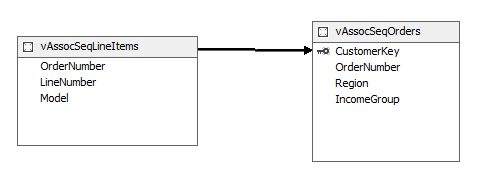 vAssocSeqLineItems
OrderNumber
LineNumber
Model
vAssocSeqOrders
CustomerKey
OrderNumber
Region
IncomeGroup